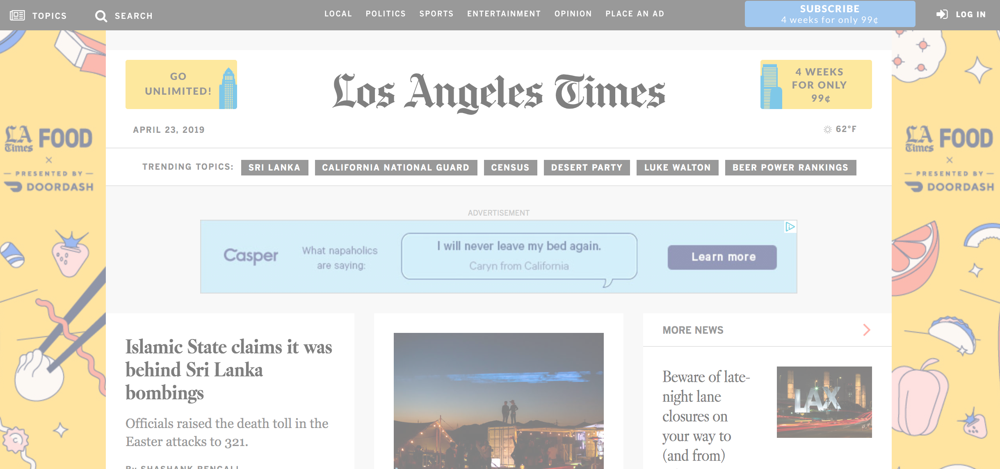 TOPICS
SEARCH
LOCAL POLITICS SPORTS ENTERTAINMENT OPINION PLACE AN AD
SUBSCRIBE
4 weeks for only 99¢
LOG IN
GO
UNLIMITED!
Los Angeles Times
4 WEEKS
FOR ONLY
99¢
APRIL 23, 2019
62°F
LA Times FOOD
×
PRESENTED BY
DOORDASH
LA Times FOOD
×
PRESENTED BY
DOORDASH
TRENDING TOPICS: SRI LANKA CALIFORNIA NATIONAL GUARD CENSUS DESERT PARTY LUKE WALTON BEER POWER RANKINGS
ADVERTISEMENT
Casper
What napaholics
are saying:
I will never leave my bed again.
Caryn from California
Learn more
Islamic State claims it was
behind Sri Lanka
bombings
Officials raised the death toll in the
Easter attacks to 321.
By SHASHANK BENGALI
MORE NEWS
Beware of late-
night lane
closures on
your way to
(and from)
LAX